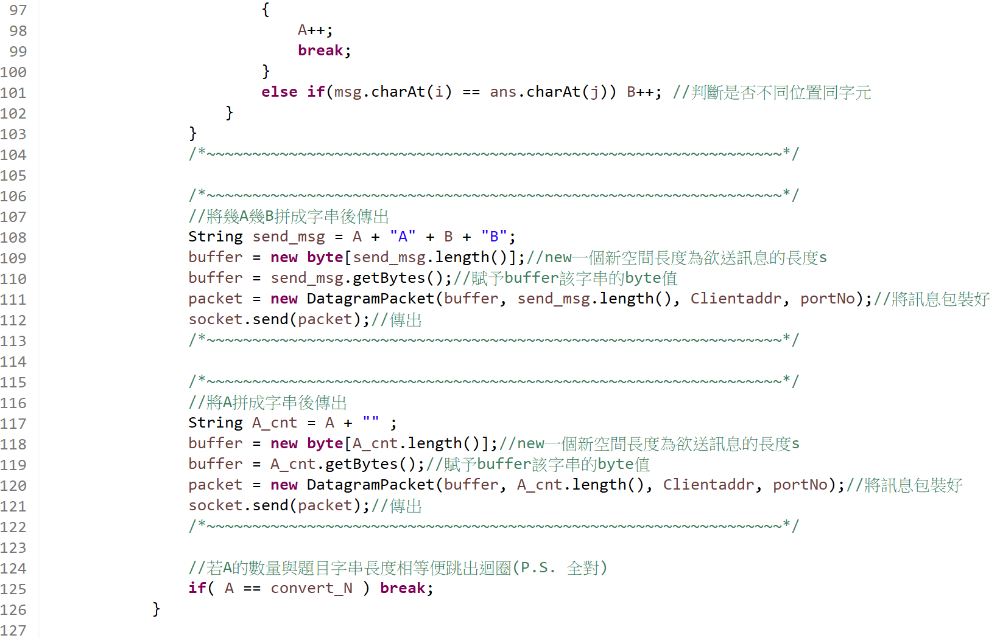 97 {
98 A++;
99 break;
100 }
101 else if(msg.charAt(i) == ans.charAt(j)) B++; //判斷是否不同位置同字元
102 }
103 }
104 /*~~~~~~~~~~~~~~~~~~~~~~~~~~~~~~~~~~~~~~~~~~~~~~~~~~~~~~~~~~~~~~~*/
105
106 /*~~~~~~~~~~~~~~~~~~~~~~~~~~~~~~~~~~~~~~~~~~~~~~~~~~~~~~~~~~~~~~~*/
107 //將幾A幾B拼成字串後傳出
108 String send_msg = A + "A" + B + "B";
109 buffer = new byte[send_msg.length()];//new一個新空間長度為欲送訊息的長度s
110 buffer = send_msg.getBytes();//賦予buffer該字串的byte值
111 packet = new DatagramPacket(buffer, send_msg.length(), Clientaddr, portNo);//將訊息包裝好
112 socket.send(packet);//傳出
113 /*~~~~~~~~~~~~~~~~~~~~~~~~~~~~~~~~~~~~~~~~~~~~~~~~~~~~~~~~~~~~~~~*/
114
115 /*~~~~~~~~~~~~~~~~~~~~~~~~~~~~~~~~~~~~~~~~~~~~~~~~~~~~~~~~~~~~~~~*/
116 //將A拼成字串後傳出
117 String A_cnt = A + "" ;
118 buffer = new byte[A_cnt.length()];//new一個新空間長度為欲送訊息的長度s
119 buffer = A_cnt.getBytes();//賦予buffer該字串的byte值
120 packet = new DatagramPacket(buffer, A_cnt.length(), Clientaddr, portNo);//將訊息包裝好
121 socket.send(packet);//傳出
122 /*~~~~~~~~~~~~~~~~~~~~~~~~~~~~~~~~~~~~~~~~~~~~~~~~~~~~~~~~~~~~~~~*/
123
124 //若A的數量與題目字串長度相等便跳出迴圈(P.S. 全對)
125 if( A == convert_N ) break;
126 }
127